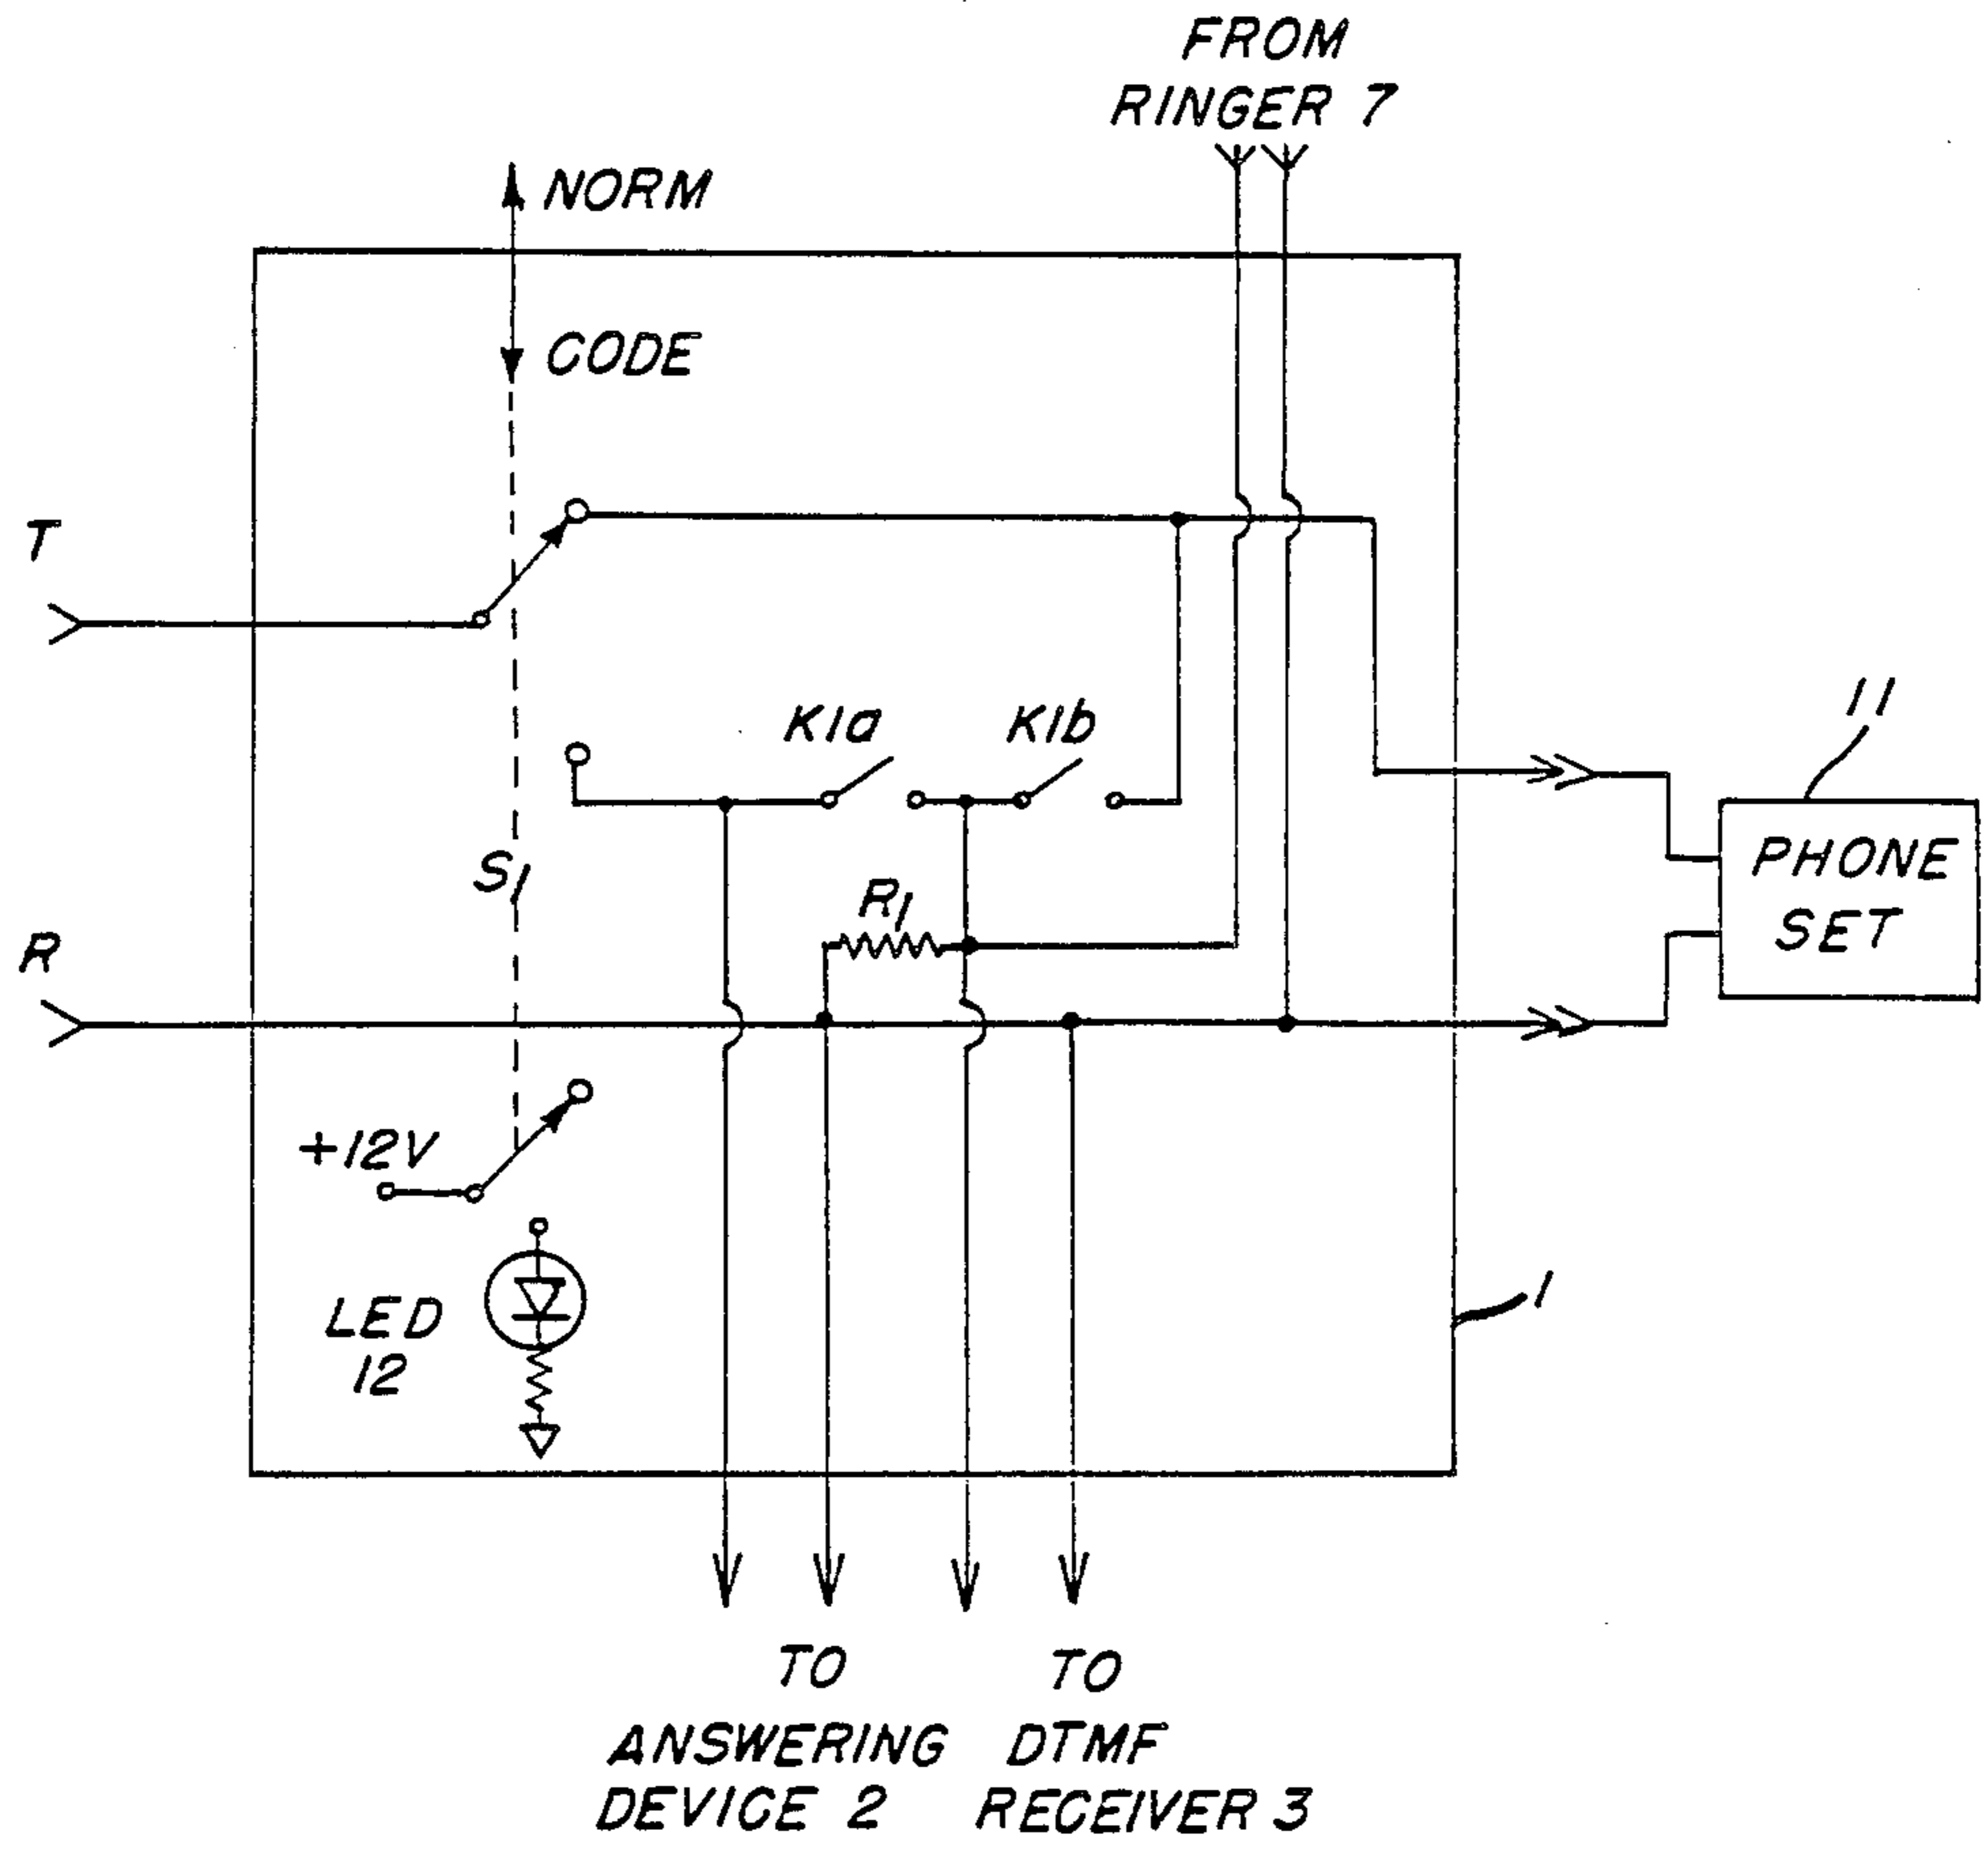 FROM
RINGER 7
NORM
CODE
T
11
K1a
K1b
PHONE
SET
S1
R1
R
+12V
LED
12
1
TO
ANSWERING
DEVICE 2
TO
DTMF
RECEIVER 3